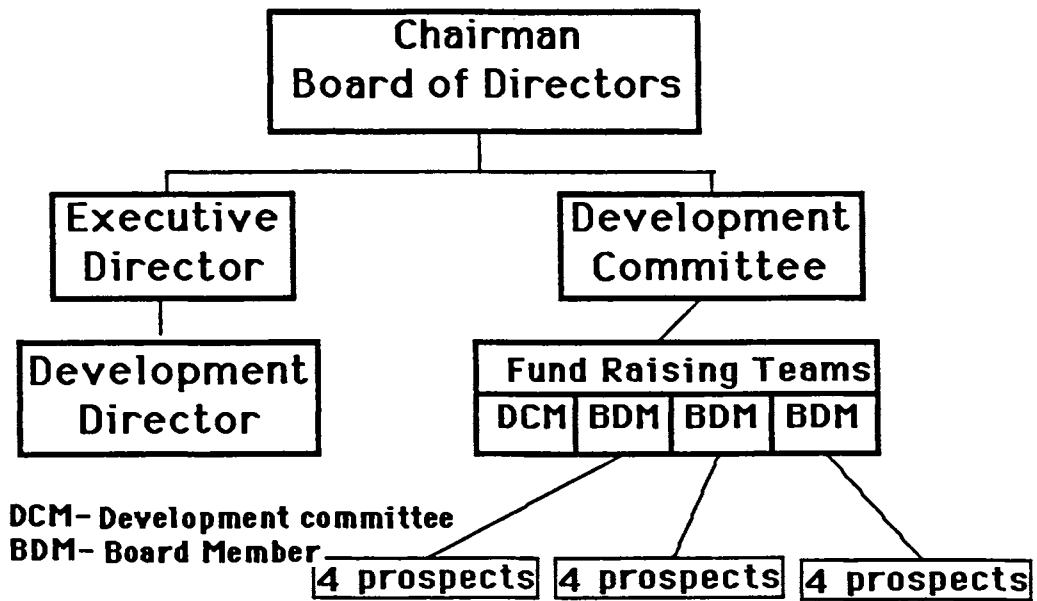 Chairman
Board of Directors
Executive
Director
Development
Committee
Development
Director
Fund Raising Teams
DCM BDM BDM BDM
DCM- Development committee
BDM- Board Member
4 prospects 4 prospects 4 prospects